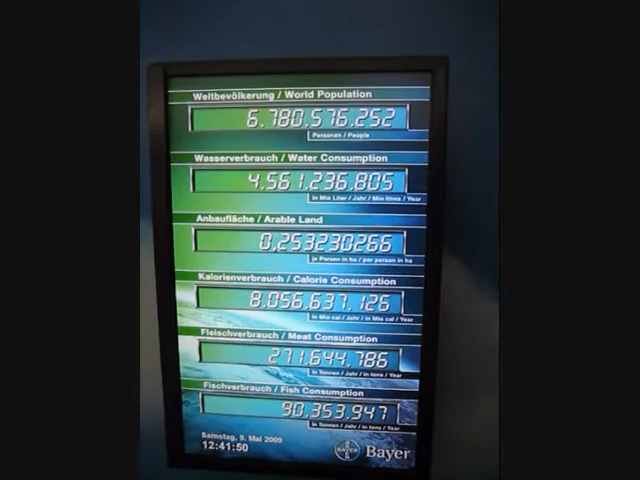 Weltbevölkerung / World Population
6.780.576.252
Personen / People
Wasserverbrauch / Water Consumption
4.561.236.805
in Mio Liter / Jahr / Mio litres / Year
Anbaufläche / Arable Land
0,253230266
je Person in ha / per person in ha
Kalorienverbrauch / Calorie Consumption
8.056.637.126
in Mio cal / Jahr / in Mio cal / Year
Fleischverbrauch / Meat Consumption
271.644.786
in Tonnen / Jahr / in tons / Year
Fischverbrauch / Fish Consumption
90.353.947
in Tonnen / Jahr / in tons / Year
Samstag, 9. Mai 2009
12:41:50
BAYER
Bayer